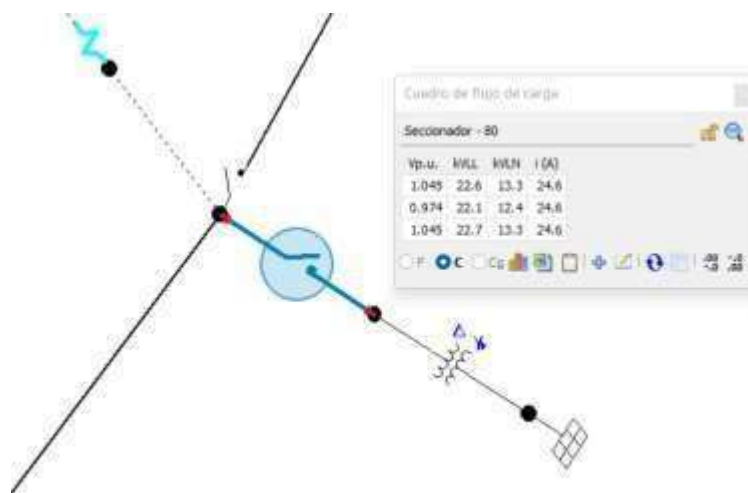 Cuadro de flujo de carga
Seccionador - 80
Vp.u. kVLL kVLN I (A)
1.045 22.6 13.3 24.6
0.974 22.1 12.4 24.6
1.045 22.7 13.3 24.6
F C Cg
Δ